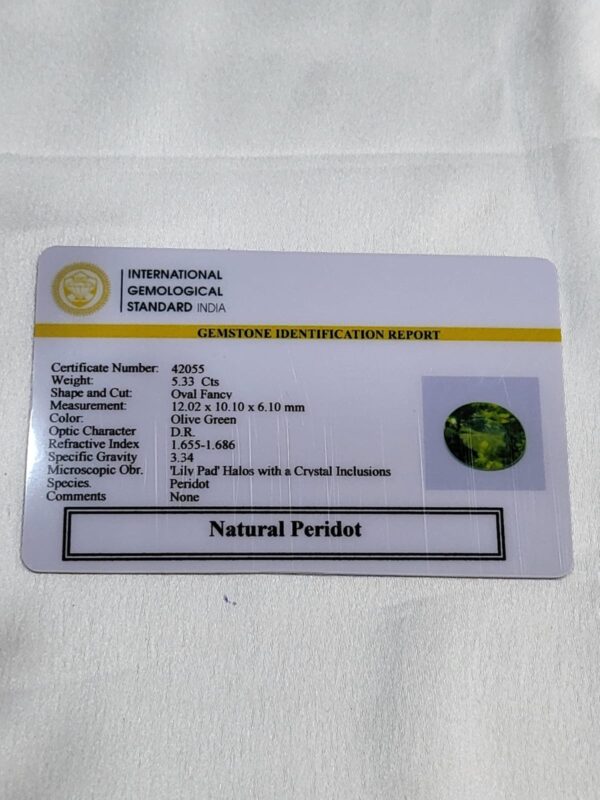 INTERNATIONAL
GEMOLOGICAL
STANDARD INDIA
GEMSTONE IDENTIFICATION REPORT
Certificate Number: 42055
Weight: 5.33 Cts
Shape and Cut: Oval Fancy
Measurement: 12.02 x 10.10 x 6.10 mm
Color: Olive Green
Optic Character D.R.
Refractive Index 1.655-1.686
Specific Gravity 3.34
Microscopic Obr. 'Lily Pad' Halos with a Crystal Inclusions
Species. Peridot
Comments None
Natural Peridot